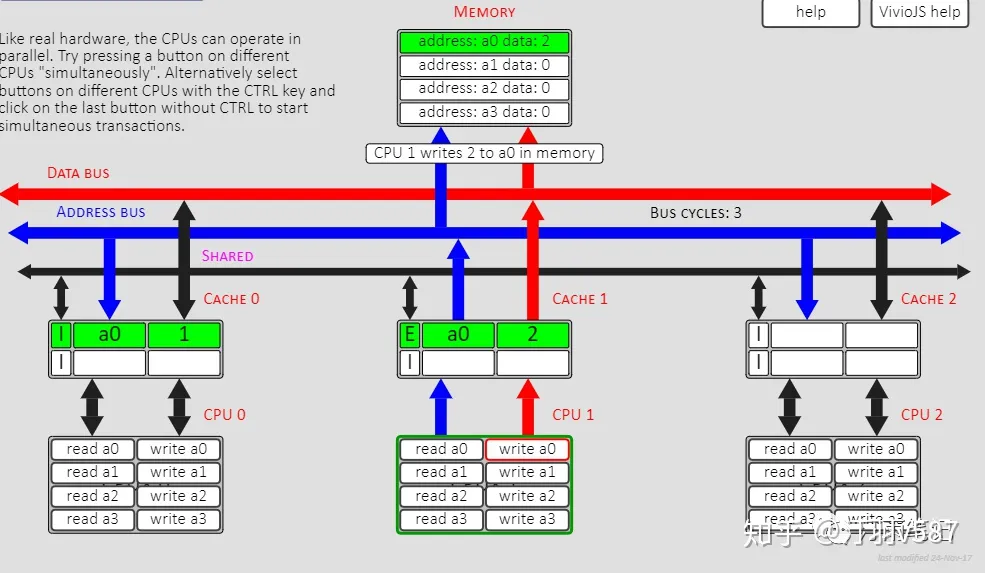 MEMORY
help
VivioJS help
Like real hardware, the CPUs can operate in
parallel. Try pressing a button on different
CPUs "simultaneously". Alternatively select
buttons on different CPUs with the CTRL key and
click on the last button without CTRL to start
simultaneous transactions.
address: a0 data: 2
address: a1 data: 0
address: a2 data: 0
address: a3 data: 0
CPU 1 writes 2 to a0 in memory
DATA BUS
ADDRESS BUS
BUS CYCLES: 3
SHARED
CACHE 0
CACHE 1
CACHE 2
I a0 1
I
E a0 2
I
I
I
CPU 0
CPU 1
CPU 2
read a0 write a0
read a1 write a1
read a2 write a2
read a3 write a3
read a0 write a0
read a1 write a1
read a2 write a2
read a3 write a3
read a0 write a0
read a1 write a1
read a2 write a2
read a3 write a3
知乎
last modified 24-Nov-17